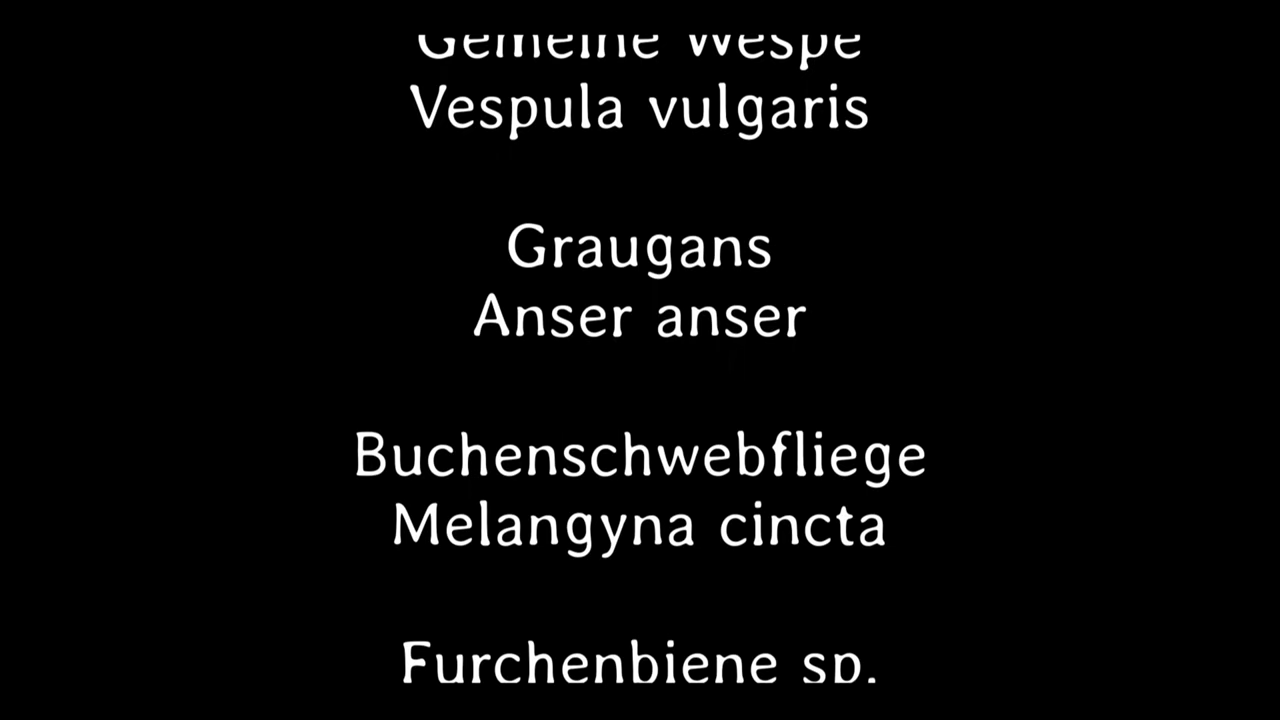 Gemeine Wespe
Vespula vulgaris
Graugans
Anser anser
Buchenschwebfliege
Melangyna cincta
Furchenbiene sp.